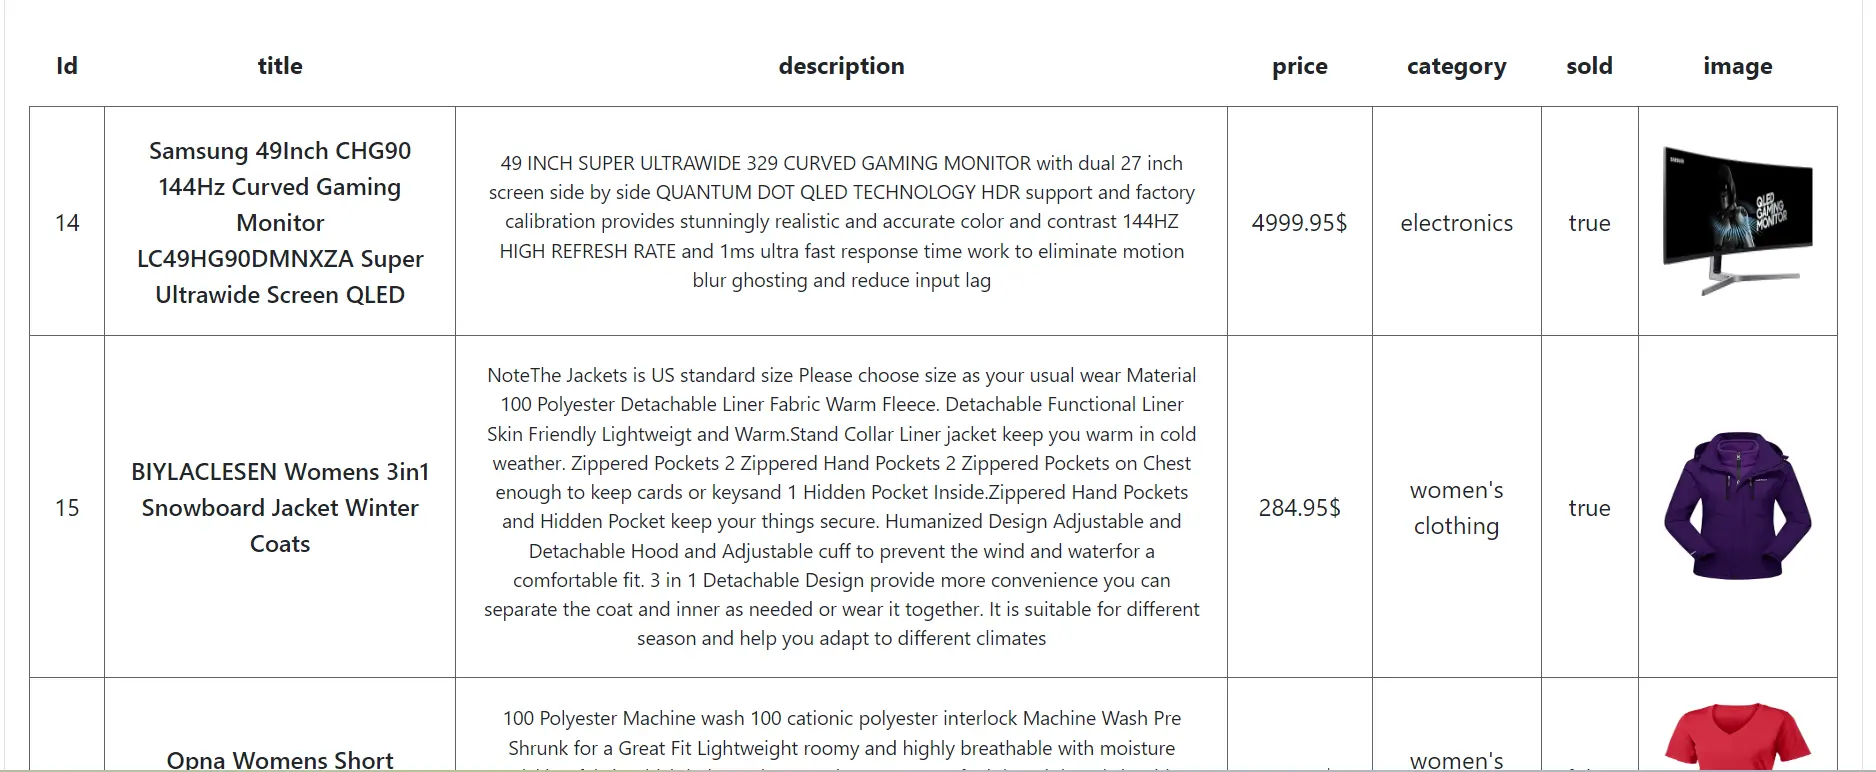 Id title description price category sold image
Samsung 49Inch CHG90
144Hz Curved Gaming
Monitor
LC49HG90DMNXZA Super
Ultrawide Screen QLED
14
49 INCH SUPER ULTRAWIDE 329 CURVED GAMING MONITOR with dual 27 inch
screen side by side QUANTUM DOT QLED TECHNOLOGY HDR support and factory
calibration provides stunningly realistic and accurate color and contrast 144HZ
HIGH REFRESH RATE and 1ms ultra fast response time work to eliminate motion
blur ghosting and reduce input lag
4999.95$
electronics
true
SAMSUNG
QLED
GAMING
MONITOR
15
BIYLACLESEN Womens 3in1
Snowboard Jacket Winter
Coats
NoteThe Jackets is US standard size Please choose size as your usual wear Material
100 Polyester Detachable Liner Fabric Warm Fleece. Detachable Functional Liner
Skin Friendly Lightweigt and Warm.Stand Collar Liner jacket keep you warm in cold
weather. Zippered Pockets 2 Zippered Hand Pockets 2 Zippered Pockets on Chest
enough to keep cards or keysand 1 Hidden Pocket Inside.Zippered Hand Pockets
and Hidden Pocket keep your things secure. Humanized Design Adjustable and
Detachable Hood and Adjustable cuff to prevent the wind and waterfor a
comfortable fit. 3 in 1 Detachable Design provide more convenience you can
separate the coat and inner as needed or wear it together. It is suitable for different
season and help you adapt to different climates
284.95$
women's
clothing
true
Opna Womens Short
100 Polyester Machine wash 100 cationic polyester interlock Machine Wash Pre
Shrunk for a Great Fit Lightweight roomy and highly breathable with moisture
women's